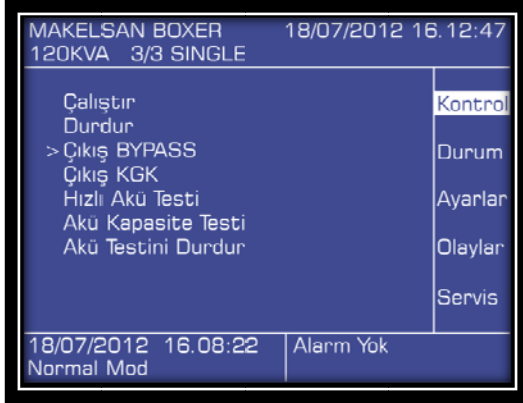 MAKELSAN BOXER 18/07/2012 16.12:47
120KVA 3/3 SINGLE
Çalıştır
Durdur
>Çıkış BYPASS
Çıkış KGK
Hızlı Akü Testi
Akü Kapasite Testi
Akü Testini Durdur
Kontrol
Durum
Ayarlar
Olaylar
Servis
18/07/2012 16.08:22
Normal Mod
Alarm Yok